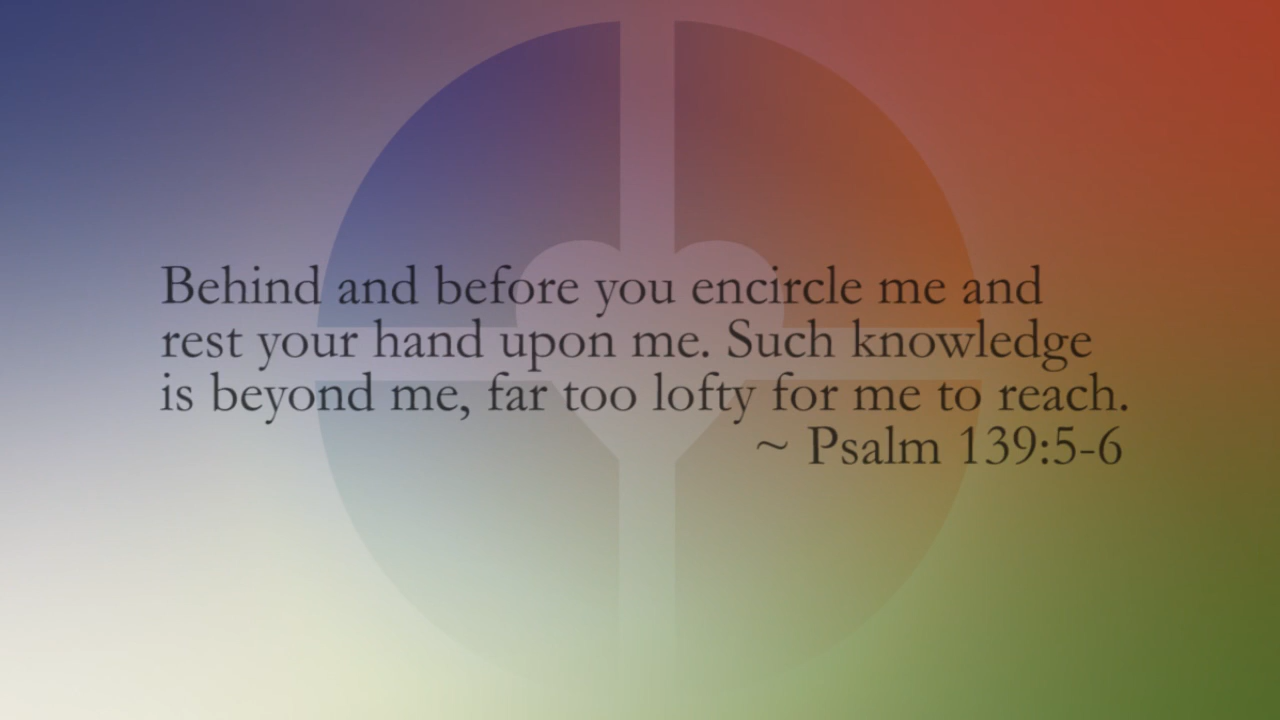 Behind and before you encircle me and
rest your hand upon me. Such knowledge
is beyond me, far too lofty for me to reach.
~ Psalm 139:5-6